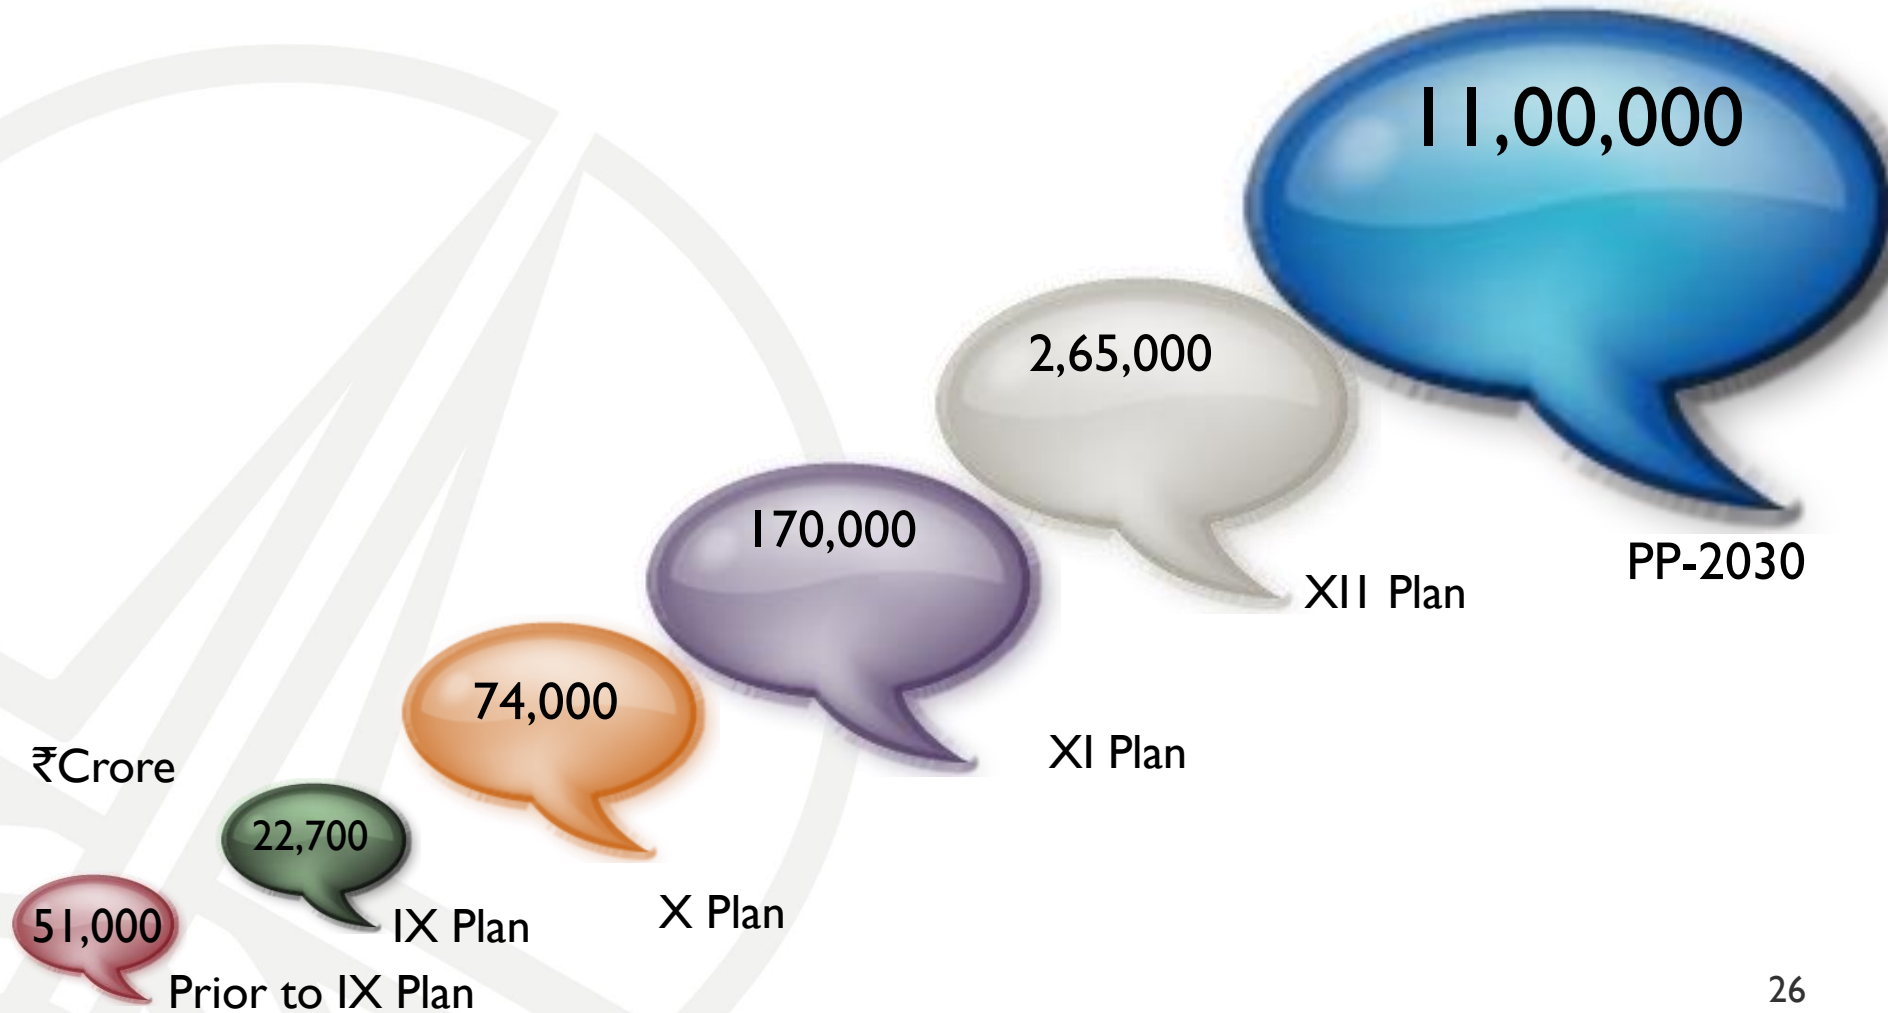 11,00,000
2,65,000
PP-2030
170,000
XII Plan
74,000
XI Plan
₹Crore
22,700
X Plan
51,000
IX Plan
Prior to IX Plan
26